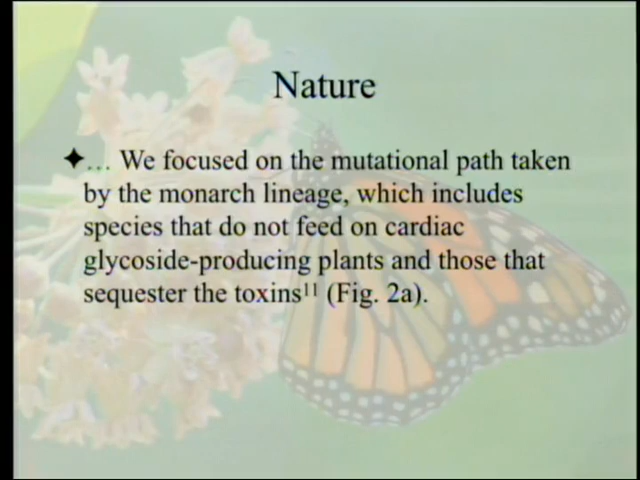 Nature
✦… We focused on the mutational path taken
by the monarch lineage, which includes
species that do not feed on cardiac
glycoside-producing plants and those that
sequester the toxins¹¹ (Fig. 2a).